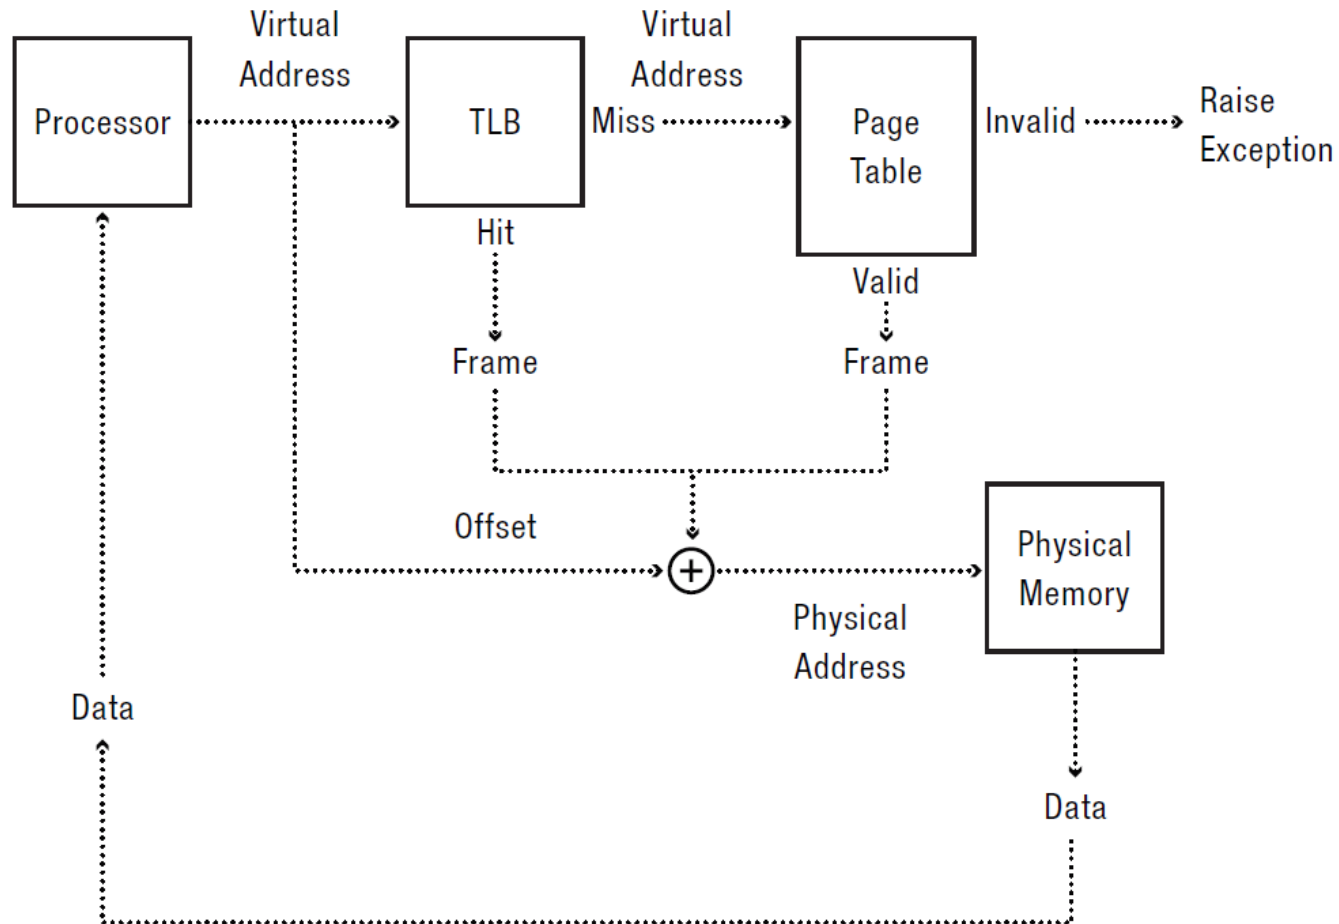 Virtual
Address
Virtual
Address
Processor
TLB
Miss
Page
Table
Invalid
Raise
Exception
Hit
Valid
Frame
Frame
Offset
+
Physical
Memory
Physical
Address
Data
Data